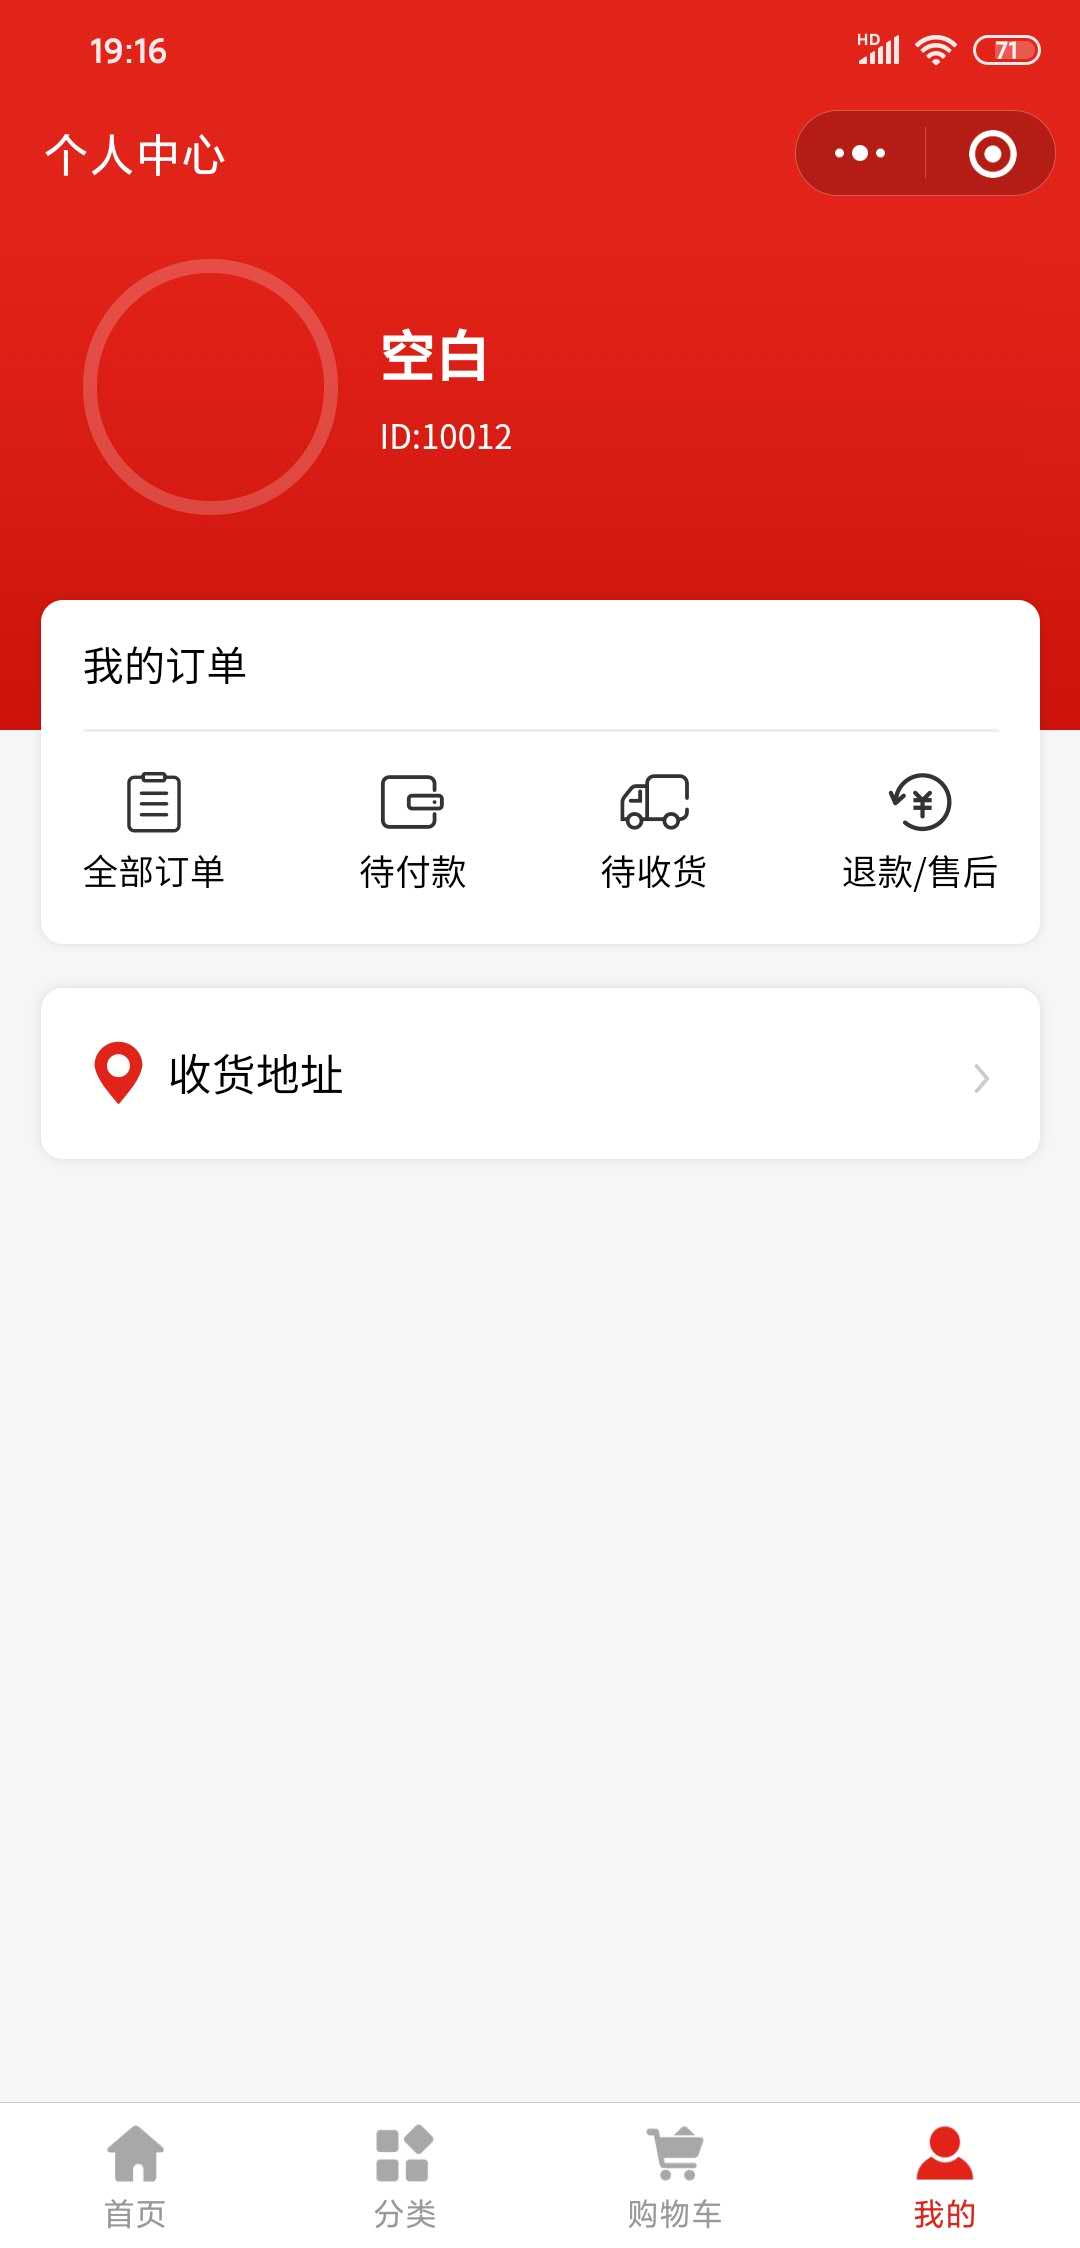 19:16
HD
71
个人中心
空白
ID:10012
我的订单
全部订单 待付款 待收货 退款/售后
收货地址
首页 分类 购物车 我的